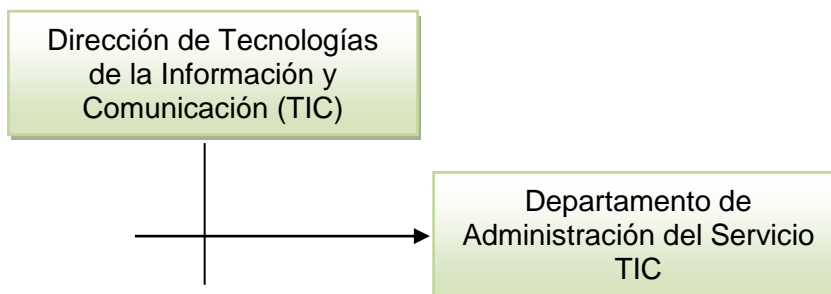 Dirección de Tecnologías
de la Información y
Comunicación (TIC)
Departamento de
Administración del Servicio
TIC